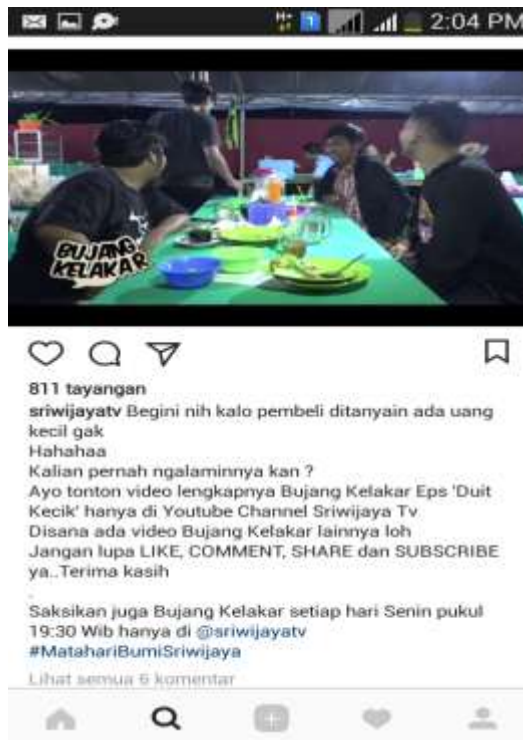 2:04 PM
BUJANG
KELAKAR
811 tayangan
sriwijayatv Begini nih kalo pembeli ditanyain ada uang
kecil gak
Hahahaa
Kalian pernah ngalaminnya kan ?
Ayo tonton video lengkapnya Bujang Kelakar Eps 'Duit
Kecik' hanya di Youtube Channel Sriwijaya Tv
Disana ada video Bujang Kelakar lainnya loh
Jangan lupa LIKE, COMMENT, SHARE dan SUBSCRIBE
ya..Terima kasih
.
Saksikan juga Bujang Kelakar setiap hari Senin pukul
19:30 Wib hanya di @sriwijayatv
#MatahariBumiSriwijaya
Lihat semua 6 komentar